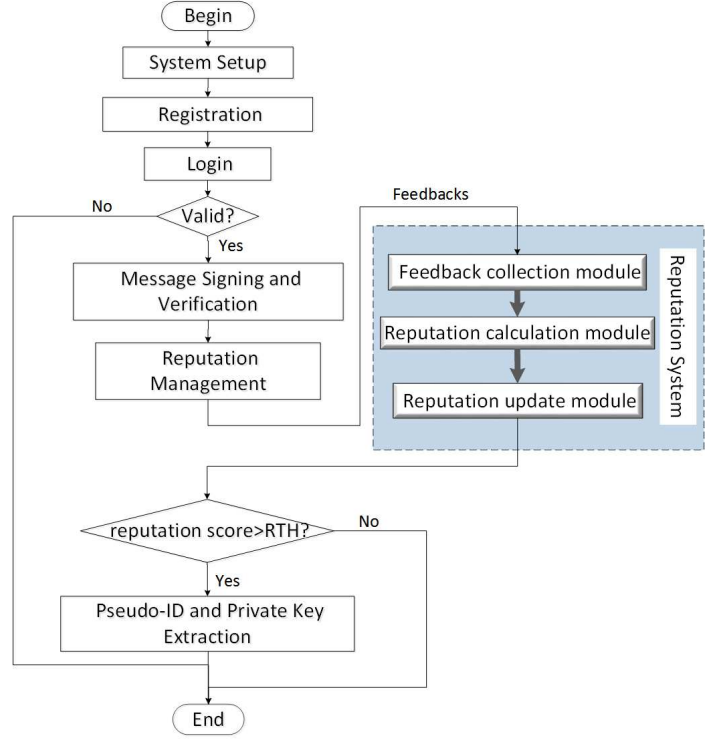 Begin
System Setup
Registration
Login
Valid?
No
Yes
Message Signing and
Verification
Reputation
Management
Feedbacks
Feedback collection module
Reputation calculation module
Reputation update module
Reputation System
reputation score>RTH?
No
Yes
Pseudo-ID and Private Key
Extraction
End